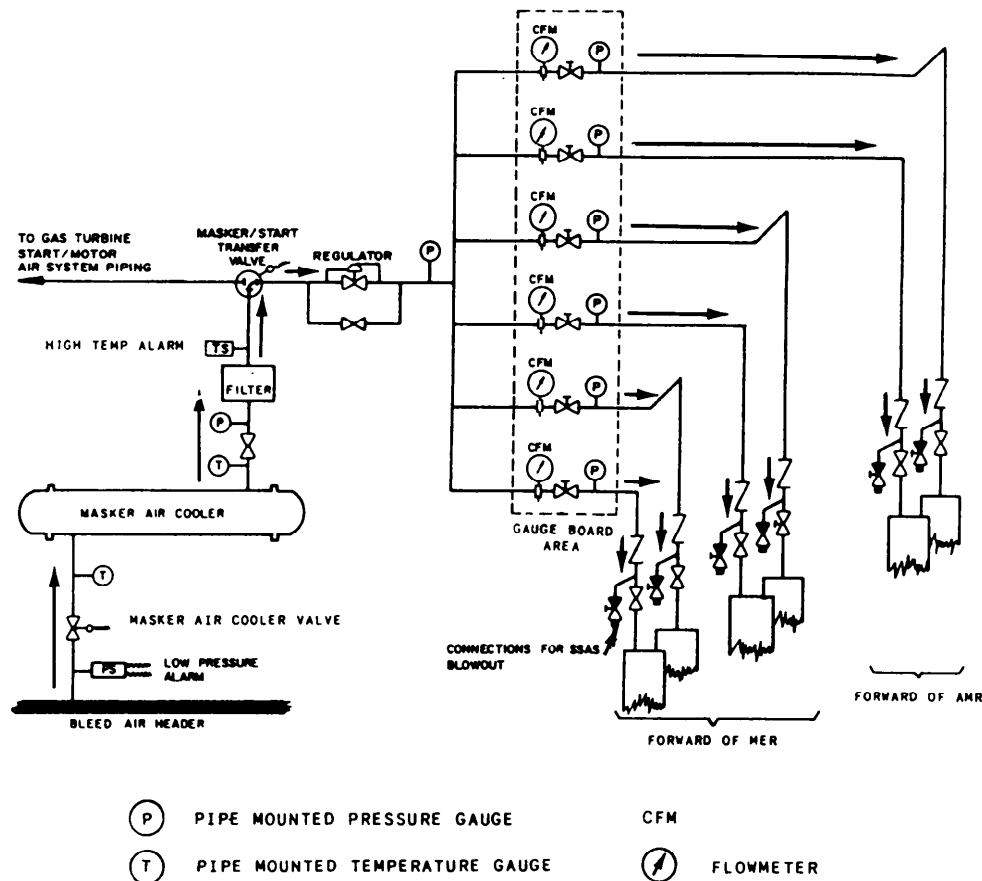 CFM
P
CFM
P
CFM
P
TO GAS TURBINE
START/MOTOR
AIR SYSTEM PIPING
MASKER/START
TRANSFER
VALVE
REGULATOR
P
CFM
P
HIGH TEMP ALARM
TS
FILTER
CFM
P
P
T
CFM
P
MASKER AIR COOLER
GAUGE BOARD
AREA
T
MASKER AIR COOLER VALVE
CONNECTIONS FOR SSAS
BLOWOUT
PS
LOW PRESSURE
ALARM
BLEED AIR HEADER
FORWARD OF MER
FORWARD OF AMR
P PIPE MOUNTED PRESSURE GAUGE
CFM
T PIPE MOUNTED TEMPERATURE GAUGE
FLOWMETER